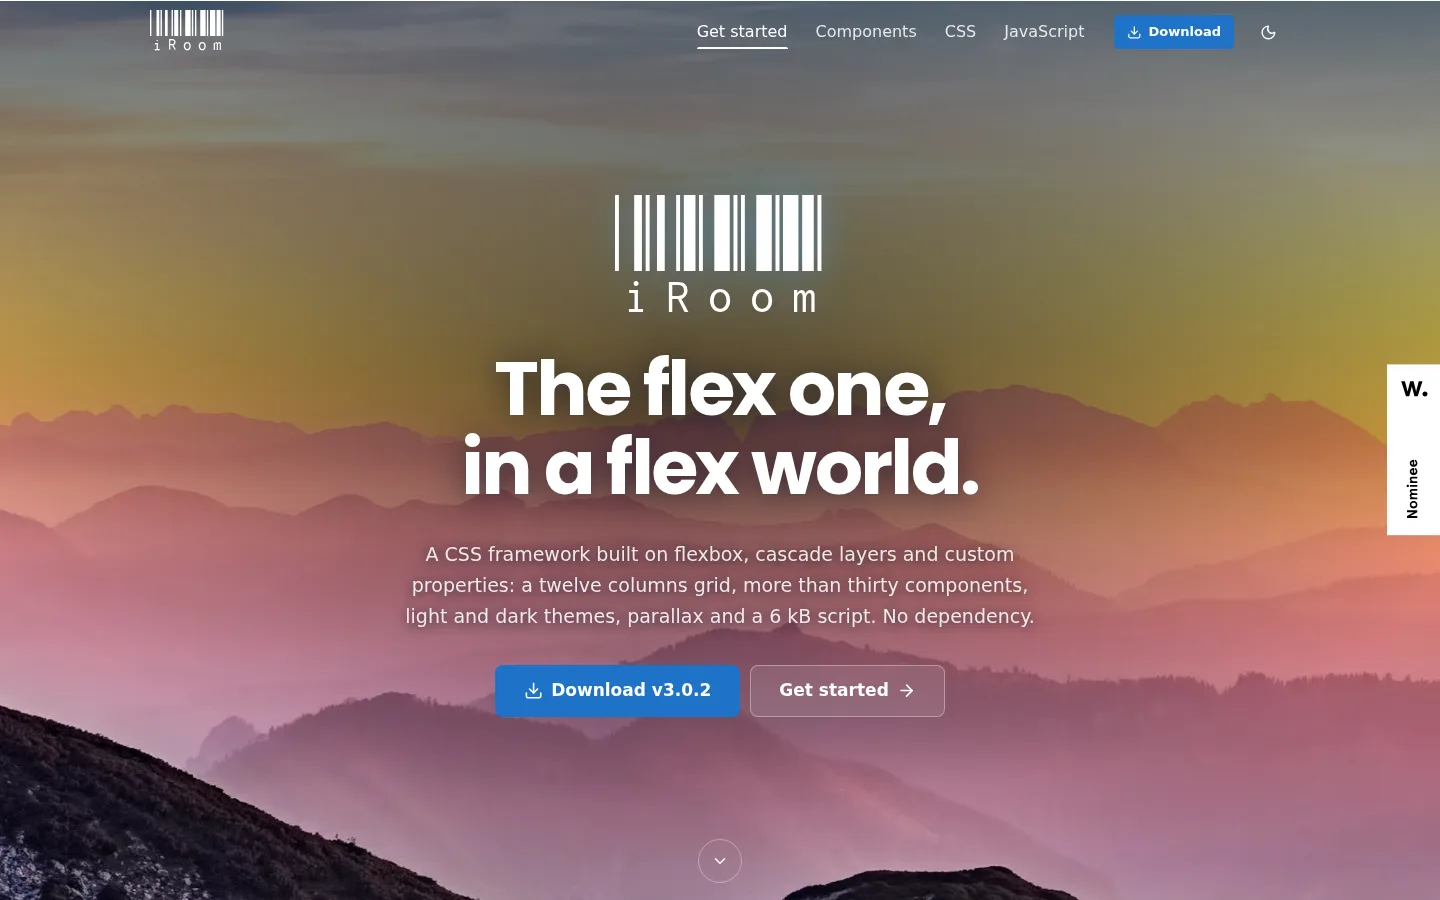 iRoom
Get started
Components
CSS
JavaScript
Download
iRoom
The flex one,
in a flex world.
A CSS framework built on flexbox, cascade layers and custom
properties: a twelve columns grid, more than thirty components,
light and dark themes, parallax and a 6 kB script. No dependency.
Download v3.0.2
Get started
W.
Nominee